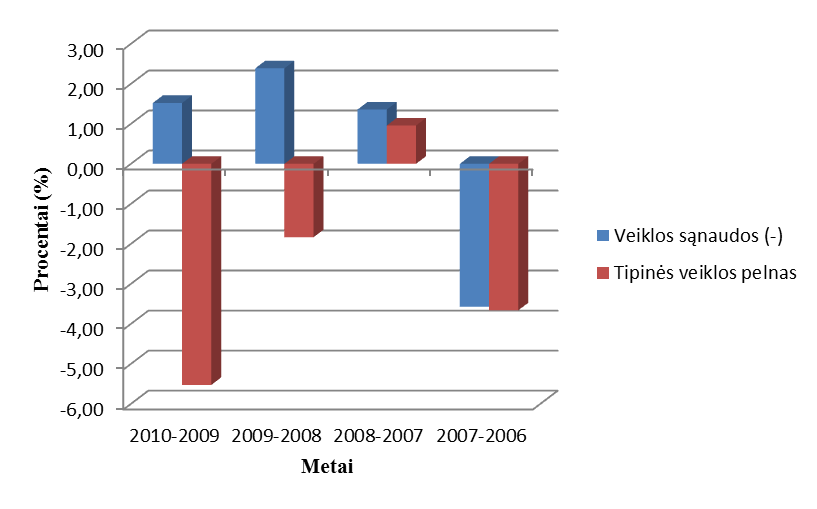 3,00
2,00
1,00
0,00
-1,00
-2,00
-3,00
-4,00
-5,00
-6,00
Procentai (%)
2010-2009 2009-2008 2008-2007 2007-2006
Metai
Veiklos sąnaudos (-)
Tipinės veiklos pelnas